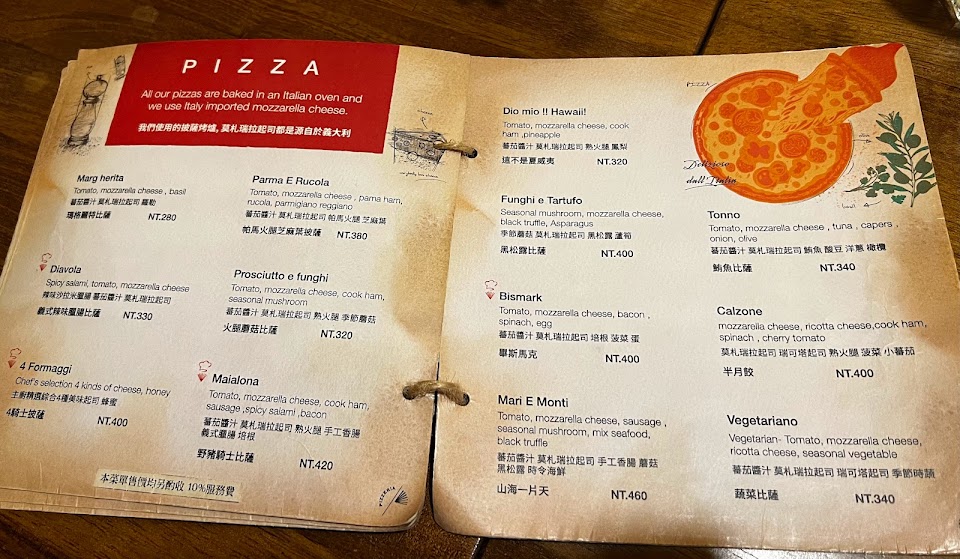 PIZZA
All our pizzas are baked in an Italian oven and
we use Italy imported mozzarella cheese.
我們使用的披薩烤爐, 莫札瑞拉起司都是源自於義大利
Marg herita
Tomato, mozzarella cheese , basil
蕃茄醬汁 莫札瑞拉起司 羅勒
瑪格麗特比薩 NT.280
Parma E Rucola
Tomato, mozzarella cheese , parna ham,
rucola, parmigiano reggiano
蕃茄醬汁 莫札瑞拉起司 帕馬火腿 芝麻葉
帕馬火腿芝麻葉披薩 NT.380
Diavola
Spicy salami, tomato, mozzarella cheese
辣味沙拉米臘腸 蕃茄醬汁 莫札瑞拉起司
義式辣味臘腸比薩 NT.330
Prosciutto e funghi
Tomato, mozzarella cheese, cook ham,
seasonal mushroom
蕃茄醬汁 莫札瑞拉起司 熟火腿 季節蘑菇
火腿蘑菇比薩 NT.320
4 Formaggi
Chef's selection 4 kinds of cheese, honey
主廚精選綜合4種美味起司 蜂蜜
4騎士披薩 NT.400
Maialona
Tomato, mozzarella cheese, cook ham,
sausage ,spicy salami ,bacon
蕃茄醬汁 莫札瑞拉起司 熟火腿 手工香腸
義式臘腸 培根
野豬騎士比薩 NT.420
本菜單售價均另酌收 10%服務費
PIZZERIA
Dio mio !! Hawaii!
Tomato, mozzarella cheese, cook
ham ,pineapple
蕃茄醬汁 莫札瑞拉起司 熟火腿 鳳梨
這不是夏威夷 NT.320
PIZZA
Delizioso
dall'Italia
Funghi e Tartufo
Seasonal mushroom, mozzarella cheese,
black truffle, Asparagus
季節蘑菇 莫札瑞拉起司 黑松露 蘆筍
黑松露比薩 NT.400
Tonno
Tomato, mozzarella cheese , tuna , capers ,
onion, olive
蕃茄醬汁 莫札瑞拉起司 鮪魚 酸豆 洋蔥 橄欖
鮪魚比薩 NT.340
Bismark
Tomato, mozzarella cheese, bacon ,
spinach, egg
蕃茄醬汁 莫札瑞拉起司 培根 菠菜 蛋
畢斯馬克 NT.400
Calzone
mozzarella cheese, ricotta cheese,cook ham,
spinach , cherry tomato
莫札瑞拉起司 瑞可塔起司 熟火腿 菠菜 小蕃茄
半月餃 NT.400
Mari E Monti
Tomato, mozzarella cheese, sausage ,
seasonal mushroom, mix seafood,
black truffle
蕃茄醬汁 莫札瑞拉起司 手工香腸 蘑菇
黑松露 時令海鮮
山海一片天 NT.460
Vegetariano
Vegetarian- Tomato, mozzarella cheese,
ricotta cheese, seasonal vegetable
蕃茄醬汁 莫札瑞拉起司 瑞可塔起司 季節時蔬
蔬菜比薩 NT.340